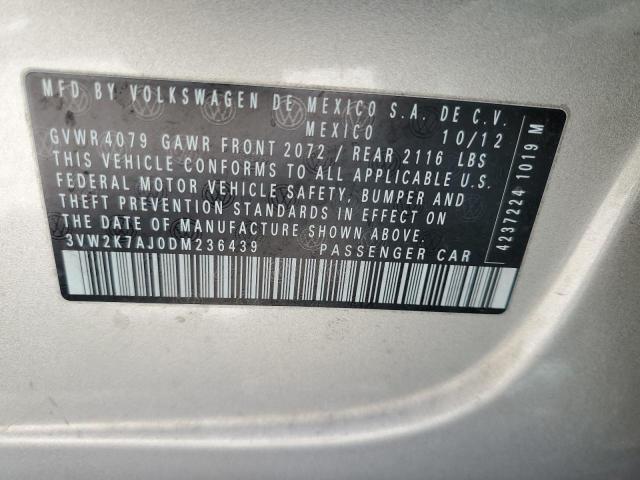 MFD BY VOLKSWAGEN DE MEXICO S.A. DE C.V.
MEXICO 10/12
GVWR4079 GAWR FRONT 2072 / REAR 2116 LBS
THIS VEHICLE CONFORMS TO ALL APPLICABLE U.S.
FEDERAL MOTOR VEHICLE SAFETY, BUMPER AND
THEFT PREVENTION STANDARDS IN EFFECT ON
THE DATE OF MANUFACTURE SHOWN ABOVE.
3VW2K7AJ0DM236439 PASSENGER CAR
4237224 1019 M